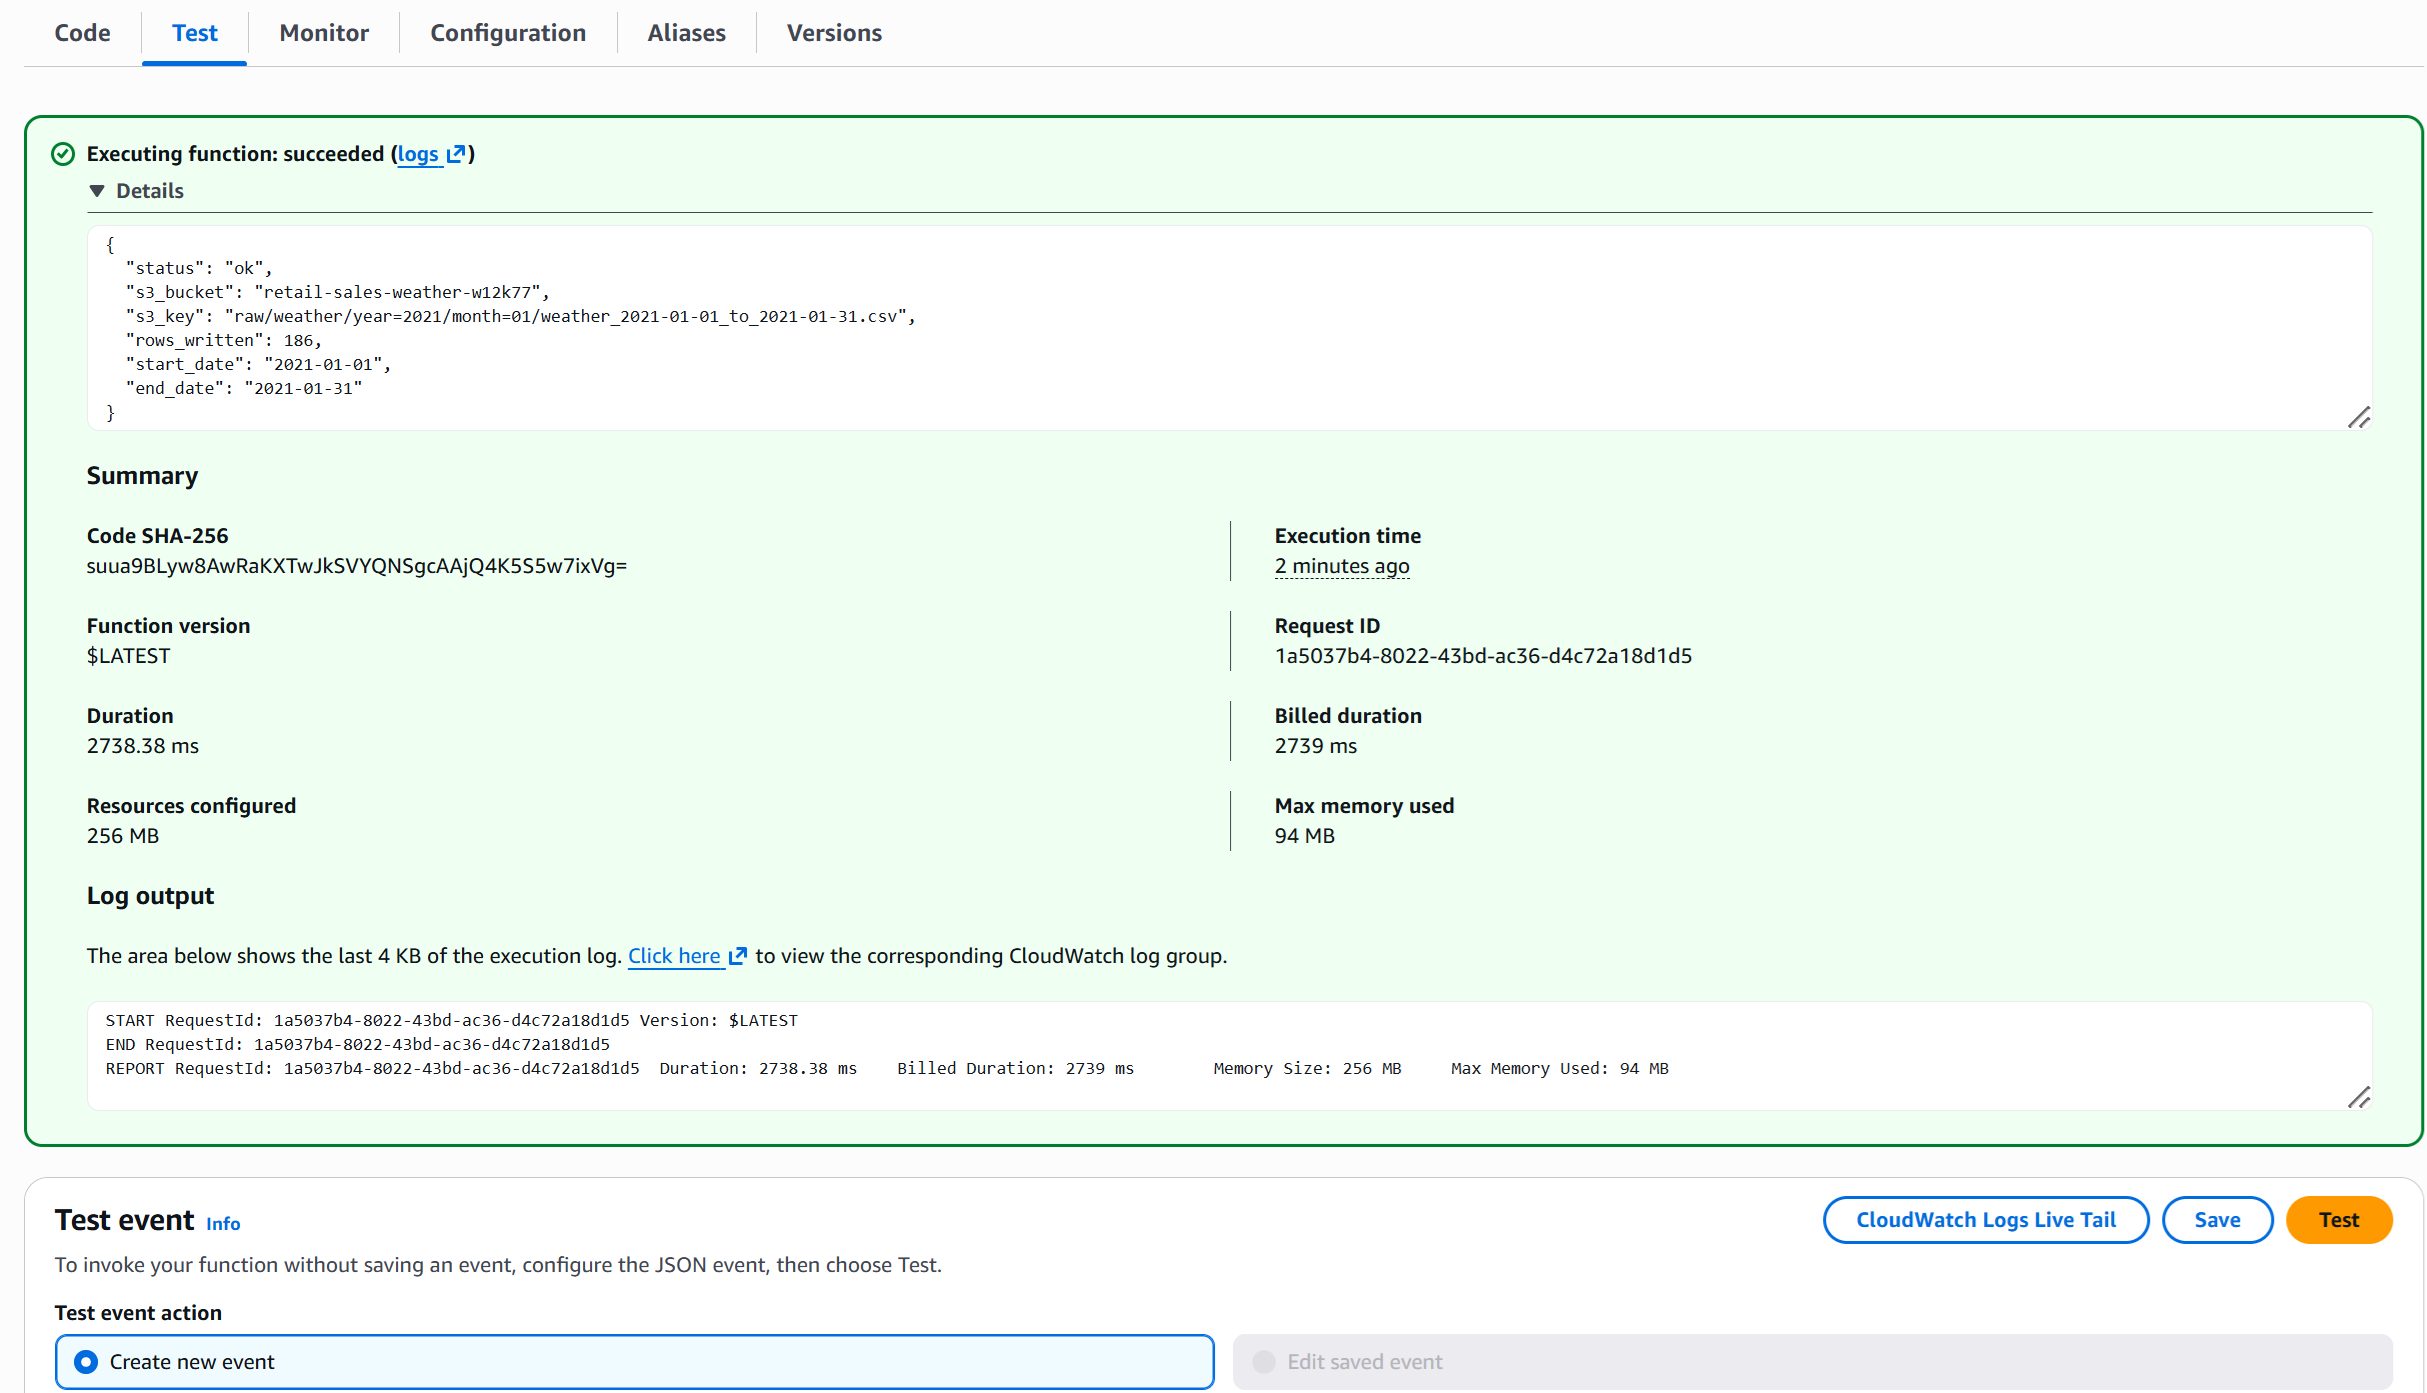 Code Test Monitor Configuration Aliases Versions
Executing function: succeeded (logs)
Details
{
"status": "ok",
"s3_bucket": "retail-sales-weather-w12k77",
"s3_key": "raw/weather/year=2021/month=01/weather_2021-01-01_to_2021-01-31.csv",
"rows_written": 186,
"start_date": "2021-01-01",
"end_date": "2021-01-31"
}
Summary
Code SHA-256
suua9BLyw8AwRaKXTwJkSVYQNSgcAAjQ4K5S5w7ixVg=
Execution time
2 minutes ago
Function version
$LATEST
Request ID
1a5037b4-8022-43bd-ac36-d4c72a18d1d5
Duration
2738.38 ms
Billed duration
2739 ms
Resources configured
256 MB
Max memory used
94 MB
Log output
The area below shows the last 4 KB of the execution log. Click here to view the corresponding CloudWatch log group.
START RequestId: 1a5037b4-8022-43bd-ac36-d4c72a18d1d5 Version: $LATEST
END RequestId: 1a5037b4-8022-43bd-ac36-d4c72a18d1d5
REPORT RequestId: 1a5037b4-8022-43bd-ac36-d4c72a18d1d5 Duration: 2738.38 ms Billed Duration: 2739 ms Memory Size: 256 MB Max Memory Used: 94 MB
Test event Info
CloudWatch Logs Live Tail Save Test
To invoke your function without saving an event, configure the JSON event, then choose Test.
Test event action
Create new event
Edit saved event